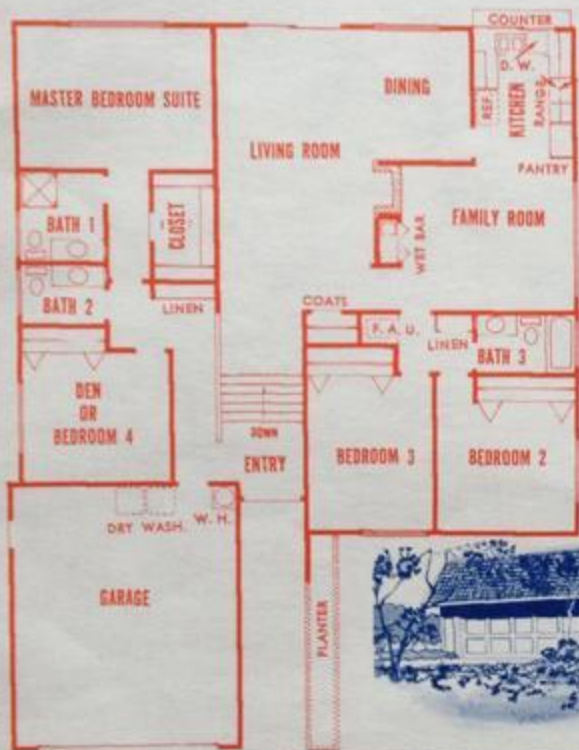 COUNTER
D. W.
MASTER BEDROOM SUITE
DINING
REF.
KITCHEN
RANGE
LIVING ROOM
PANTRY
BATH 1
CLOSET
FAMILY ROOM
WET BAR
BATH 2
LINEN
COATS
F. A. U.
LINEN
BATH 3
DEN
OR
BEDROOM 4
DOWN
ENTRY
BEDROOM 3
BEDROOM 2
DRY WASH.
W. H.
GARAGE
PLANTER